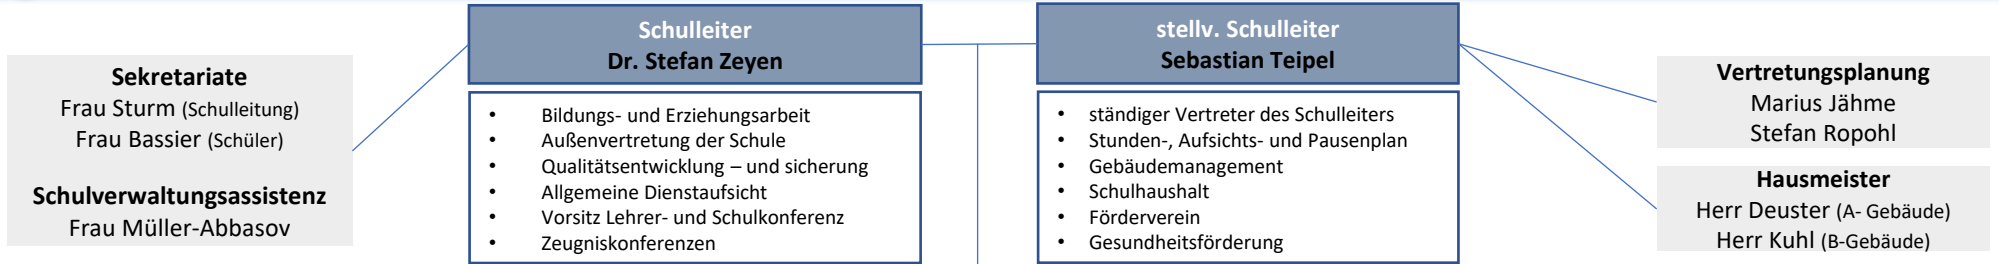 Sekretariate
Frau Sturm (Schulleitung)
Frau Bassier (Schüler)
Schulverwaltungsassistenz
Frau Müller-Abbasov
Schulleiter
Dr. Stefan Zeyen
• Bildungs- und Erziehungsarbeit
• Außenvertretung der Schule
• Qualitätsentwicklung – und sicherung
• Allgemeine Dienstaufsicht
• Vorsitz Lehrer- und Schulkonferenz
• Zeugniskonferenzen
stellv. Schulleiter
Sebastian Teipel
• ständiger Vertreter des Schulleiters
• Stunden-, Aufsichts- und Pausenplan
• Gebäudemanagement
• Schulhaushalt
• Förderverein
• Gesundheitsförderung
Vertretungsplanung
Marius Jähme
Stefan Ropohl
Hausmeister
Herr Deuster (A- Gebäude)
Herr Kuhl (B-Gebäude)